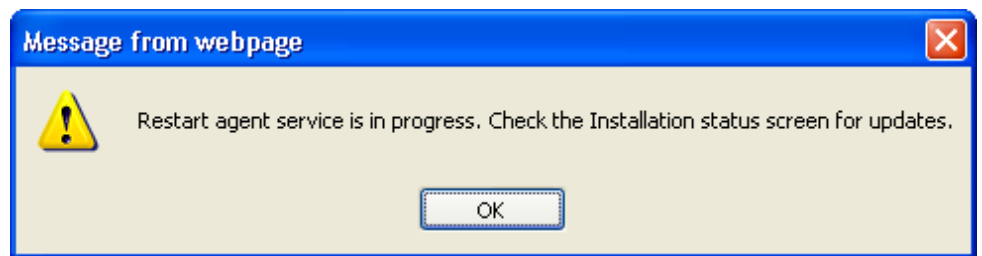 Message from webpage
Restart agent service is in progress. Check the Installation status screen for updates.
OK